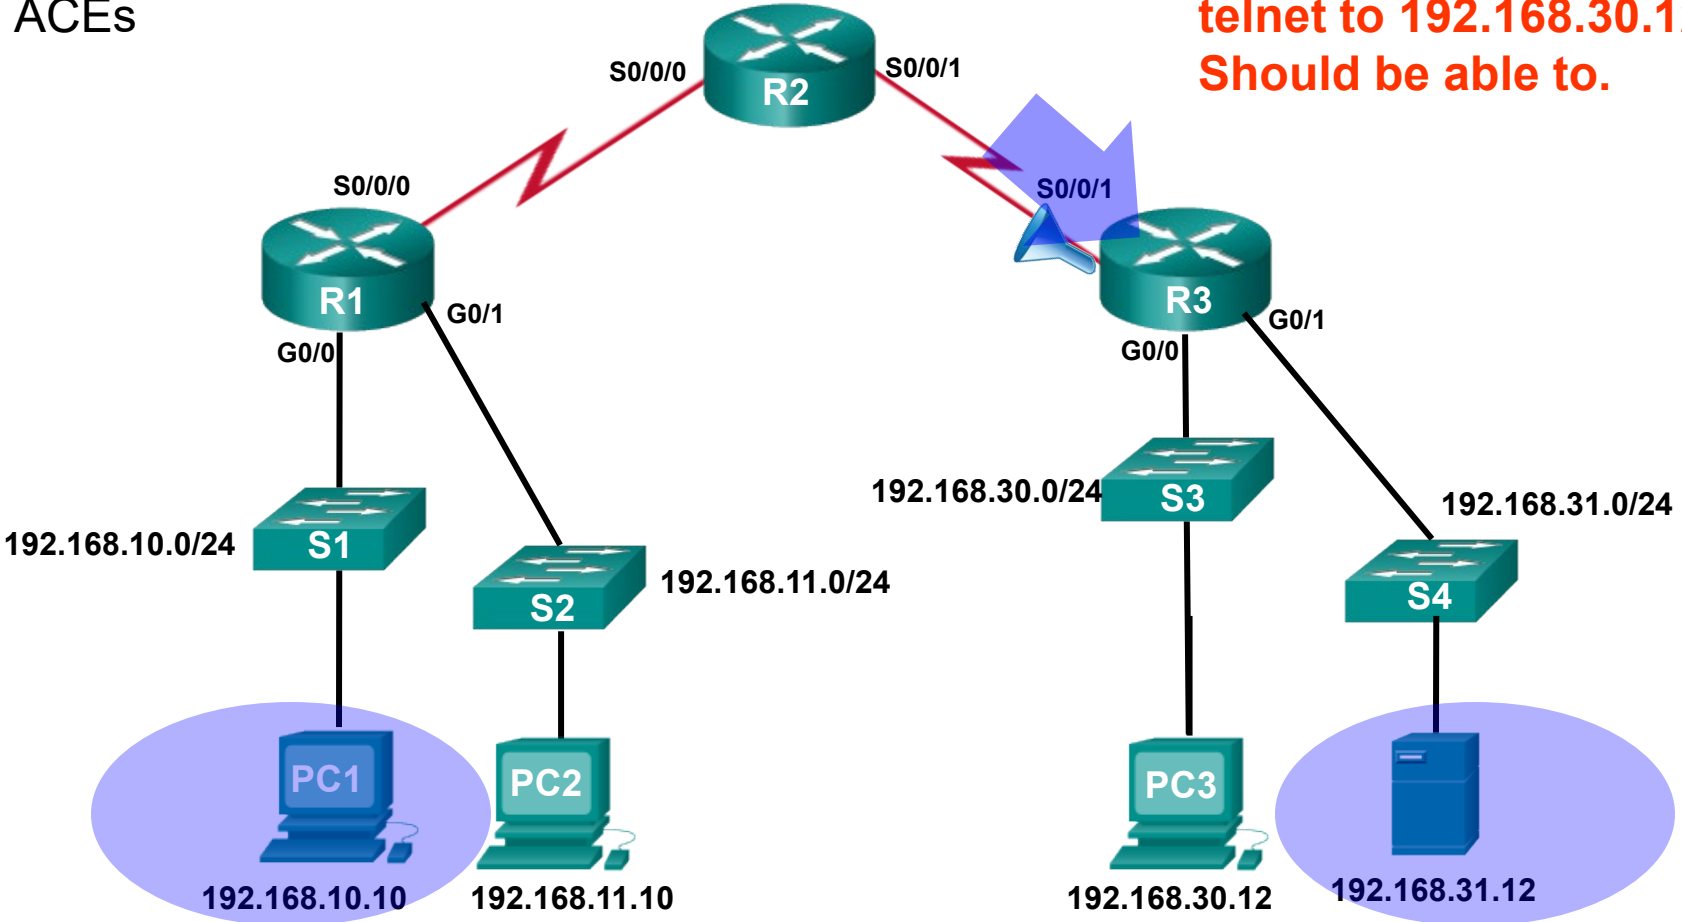 ACEs
telnet to 192.168.30.1
Should be able to.
S0/0/0
R2
S0/0/1
S0/0/0
S0/0/1
R1
R3
G0/1
G0/1
G0/0
G0/0
192.168.30.0/24
S3
192.168.31.0/24
192.168.10.0/24
S1
192.168.11.0/24
S2
S4
PC1
PC2
PC3
192.168.10.10
192.168.11.10
192.168.30.12
192.168.31.12